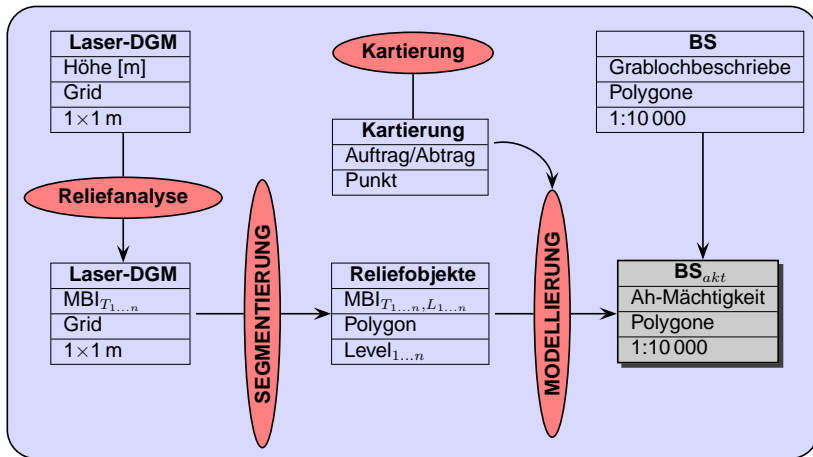 Laser-DGM
Höhe [m]
Grid
1×1 m
Kartierung
BS
Grablochbeschriebe
Polygone
1:10 000
Kartierung
Auftrag/Abtrag
Punkt
Reliefanalyse
Laser-DGM
MBI_{T_{1...n}}
Grid
1×1 m
SEGMENTIERUNG
Reliefobjekte
MBI_{T_{1...n},L_{1...n}}
Polygon
Level_{1...n}
MODELLIERUNG
BS_{akt}
Ah-Mächtigkeit
Polygone
1:10 000